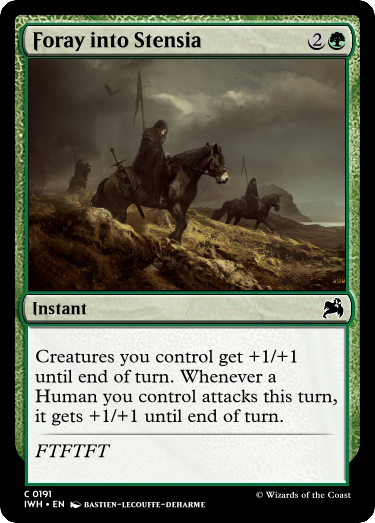 Foray into Stensia 2
Instant
Creatures you control get +1/+1
until end of turn. Whenever a
Human you control attacks this turn,
it gets +1/+1 until end of turn.
FTFTFT
C 0191
IWH • EN BASTIEN-LECOUFFE-DEHARME
© Wizards of the Coast